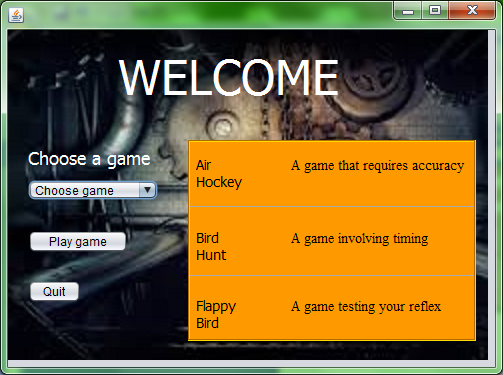 WELCOME
Choose a game
Choose game
Play game
Quit
Air
Hockey
A game that requires accuracy
Bird
Hunt
A game involving timing
Flappy
Bird
A game testing your reflex